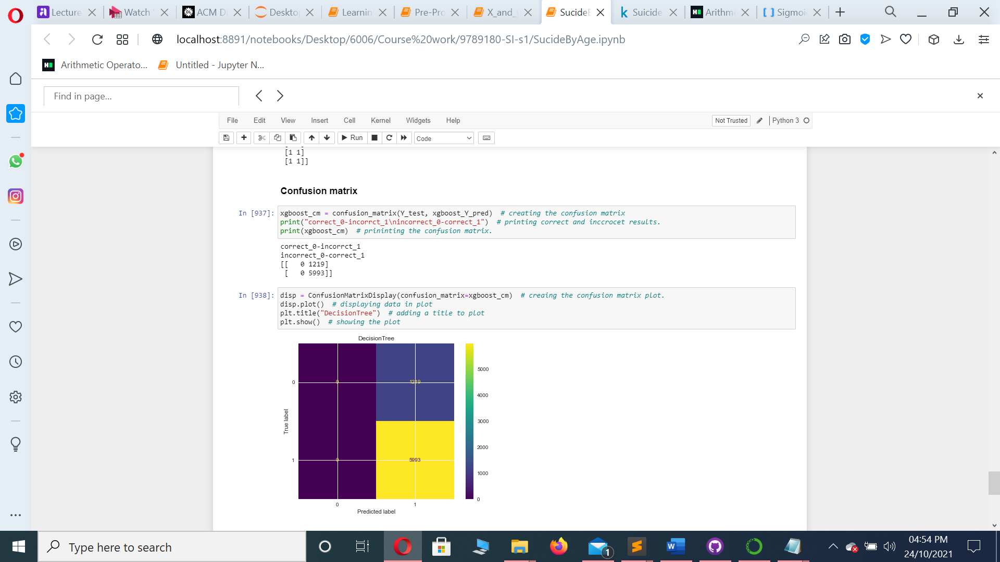 Lecture
Watch
ACM Di
Deskto
Learnin
Pre-Pro
X_and_
SucideB
Suicide
Arithm
Sigmoi
localhost:8891/notebooks/Desktop/6006/Course%20work/9789180-SI-s1/SucideByAge.ipynb
Arithmetic Operato...
Untitled - Jupyter N...
Find in page...
File Edit View Insert Cell Kernel Widgets Help
Not Trusted
Python 3
Run
Code
[1 1]
[1 1]]
Confusion matrix
In [937]:
xgboost_cm = confusion_matrix(Y_test, xgboost_Y_pred)  # creating the confusion matrix
print("correct_0-incorrct_1\nincorrect_0-correct_1")  # printing correct and inccrocet results.
print(xgboost_cm)  # prininting the confusion matrix.
correct_0-incorrct_1
incorrect_0-correct_1
[[   0 1219]
[   0 5993]]
In [938]:
disp = ConfusionMatrixDisplay(confusion_matrix=xgboost_cm)  # creaing the confusion matrix plot.
disp.plot()  # displaying data in plot
plt.title("DecisionTree")  # adding a title to plot
plt.show()  # showing the plot
DecisionTree
0
1219
0
5993
0
1
True label
0
1
Predicted label
5000
4000
3000
2000
1000
0
Type here to search
1
04:54 PM
24/10/2021